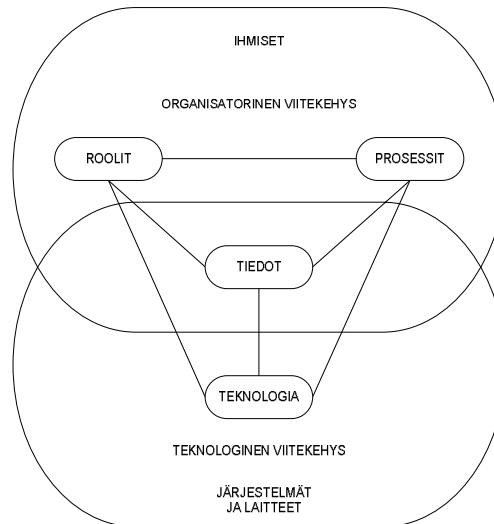 IHMISET
ORGANISATORINEN VIITEKEHYS
ROOLIT
PROSESSIT
TIEDOT
TEKNOLOGIA
TEKNOLOGINEN VIITEKEHYS
JÄRJESTELMÄT
JA LAITTEET